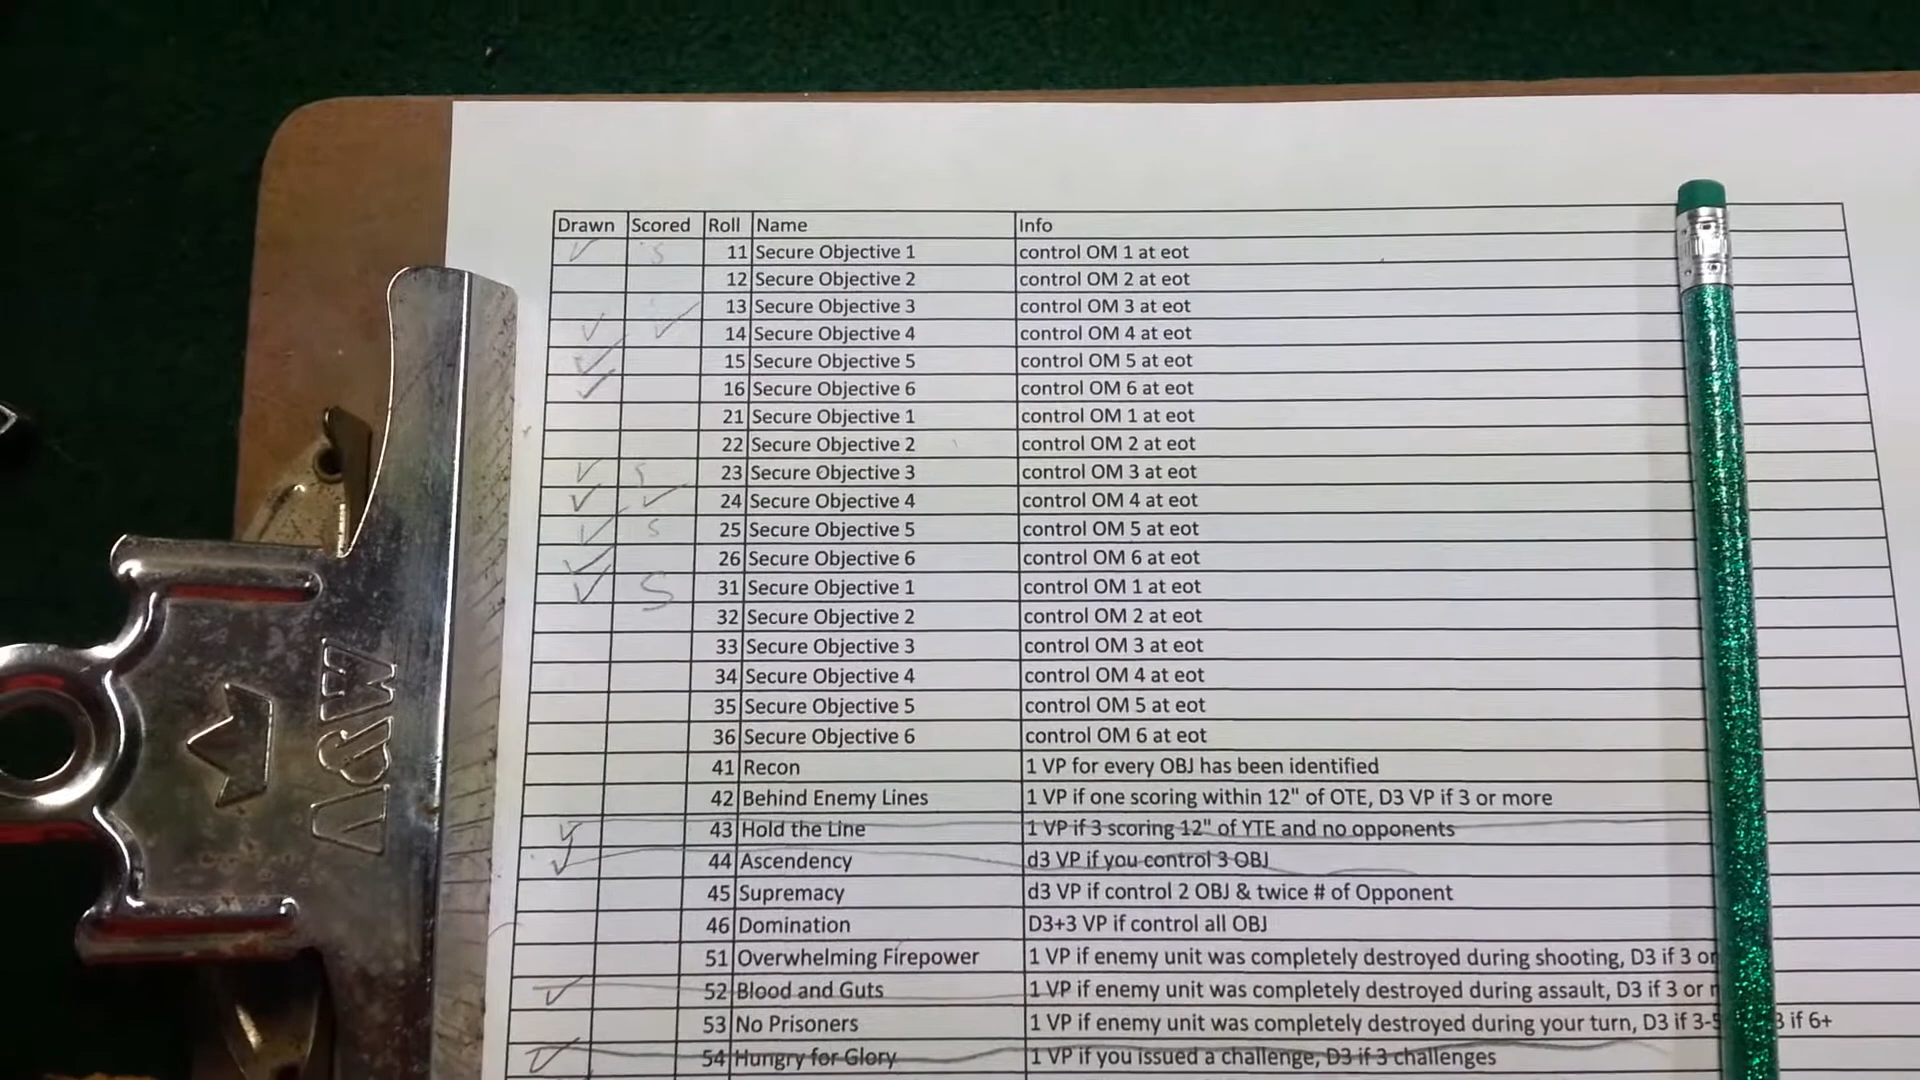 Drawn Scored Roll Name Info
✓ S 11 Secure Objective 1 control OM 1 at eot
12 Secure Objective 2 control OM 2 at eot
13 Secure Objective 3 control OM 3 at eot
✓ ✓ 14 Secure Objective 4 control OM 4 at eot
✓ 15 Secure Objective 5 control OM 5 at eot
✓ 16 Secure Objective 6 control OM 6 at eot
21 Secure Objective 1 control OM 1 at eot
22 Secure Objective 2 control OM 2 at eot
✓ S 23 Secure Objective 3 control OM 3 at eot
✓ ✓ 24 Secure Objective 4 control OM 4 at eot
✓ S 25 Secure Objective 5 control OM 5 at eot
✓ 26 Secure Objective 6 control OM 6 at eot
✓ S 31 Secure Objective 1 control OM 1 at eot
32 Secure Objective 2 control OM 2 at eot
33 Secure Objective 3 control OM 3 at eot
34 Secure Objective 4 control OM 4 at eot
35 Secure Objective 5 control OM 5 at eot
36 Secure Objective 6 control OM 6 at eot
41 Recon 1 VP for every OBJ has been identified
42 Behind Enemy Lines 1 VP if one scoring within 12" of OTE, D3 VP if 3 or more
✓ 43 Hold the Line 1 VP if 3 scoring 12" of YTE and no opponents
✓ 44 Ascendency d3 VP if you control 3 OBJ
45 Supremacy d3 VP if control 2 OBJ & twice # of Opponent
46 Domination D3+3 VP if control all OBJ
51 Overwhelming Firepower 1 VP if enemy unit was completely destroyed during shooting, D3 if 3 or
✓ 52 Blood and Guts 1 VP if enemy unit was completely destroyed during assault, D3 if 3 or
53 No Prisoners 1 VP if enemy unit was completely destroyed during your turn, D3 if 3- 3 if 6+
✓ 54 Hungry for Glory 1 VP if you issued a challenge, D3 if 3 challenges
A&W